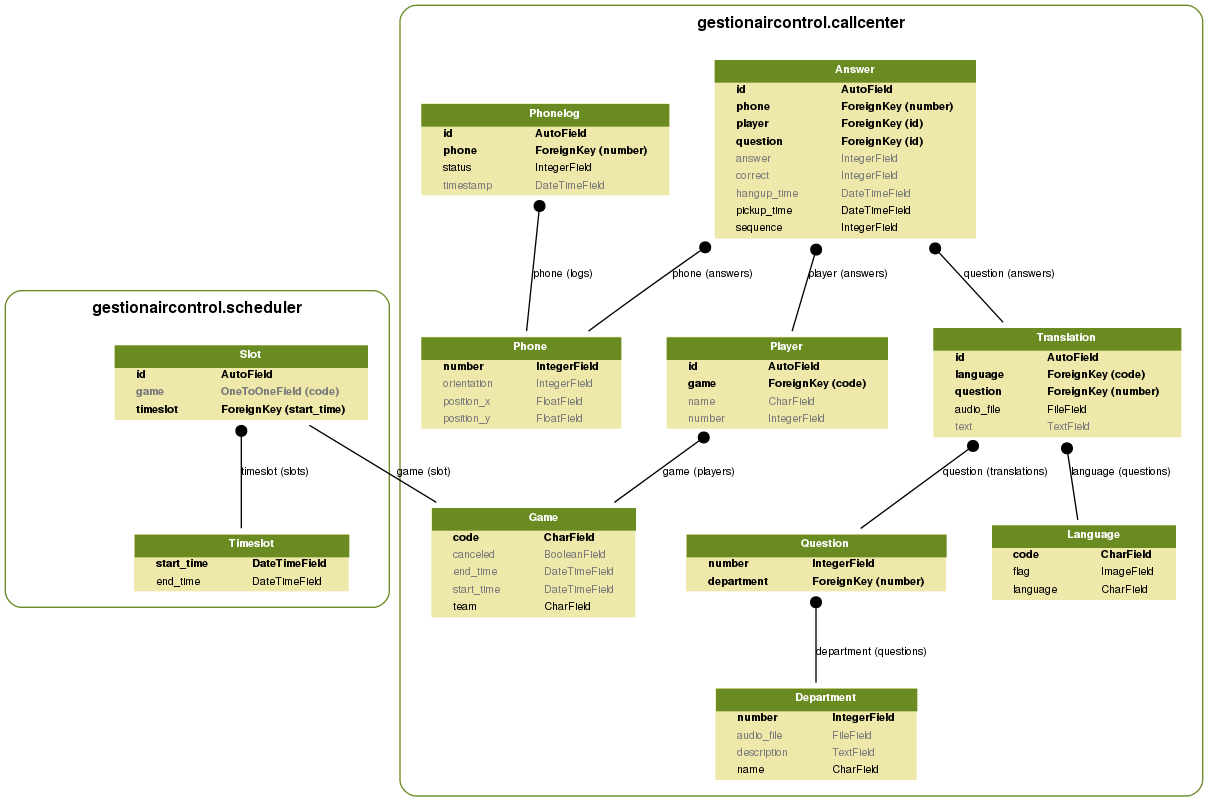 gestionaircontrol.callcenter
Answer
id AutoField
phone ForeignKey (number)
player ForeignKey (id)
question ForeignKey (id)
answer IntegerField
correct IntegerField
hangup_time DateTimeField
pickup_time DateTimeField
sequence IntegerField
Phonelog
id AutoField
phone ForeignKey (number)
status IntegerField
timestamp DateTimeField
phone (logs)
phone (answers)
player (answers)
question (answers)
gestionaircontrol.scheduler
Slot
id AutoField
game OneToOneField (code)
timeslot ForeignKey (start_time)
Phone
number IntegerField
orientation IntegerField
position_x FloatField
position_y FloatField
Player
id AutoField
game ForeignKey (code)
name CharField
number IntegerField
Translation
id AutoField
language ForeignKey (code)
question ForeignKey (number)
audio_file FileField
text TextField
timeslot (slots)
game (slot)
game (players)
question (translations)
language (questions)
Timeslot
start_time DateTimeField
end_time DateTimeField
Game
code CharField
canceled BooleanField
end_time DateTimeField
start_time DateTimeField
team CharField
Question
number IntegerField
department ForeignKey (number)
Language
code CharField
flag ImageField
language CharField
department (questions)
Department
number IntegerField
audio_file FileField
description TextField
name CharField